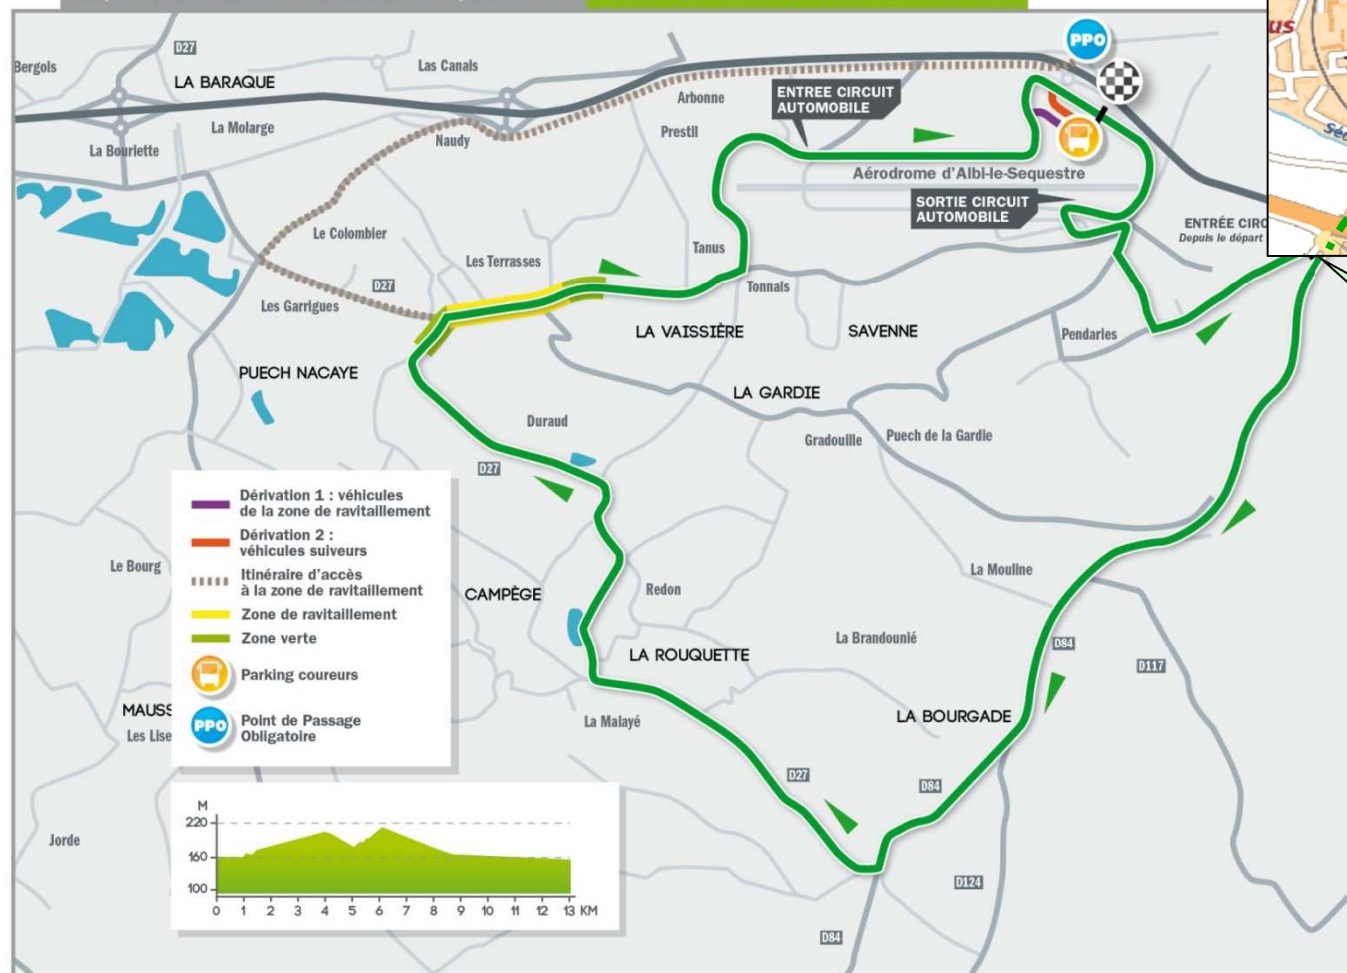 PPO
D27
Bergols
LA BARAQUE
Las Canals
La Molarge
Arbonne
ENTREE CIRCUIT
AUTOMOBILE
La Bouriette
Naudy
Prestil
Aérodrome d'Albi-le-Sequestre
SORTIE CIRCUIT
AUTOMOBILE
ENTRÉE CIRC
Depuis le départ
Le Colombier
Les Terrasses
Tanus
Tonnais
D27
Les Garrigues
LA VAISSIÈRE
SAVENNE
Pendaries
PUECH NACAYE
LA GARDIE
Duraud
Gradouille
Puech de la Gardie
D27
Dérivation 1 : véhicules
de la zone de ravitaillement
Dérivation 2 :
véhicules suiveurs
Itinéraire d'accès
à la zone de ravitaillement
Zone de ravitaillement
Zone verte
Parking coureurs
PPO
Point de Passage
Obligatoire
Le Bourg
CAMPÈGE
Redon
La Mouline
La Brandounié
D84
D117
LA ROUQUETTE
MAUSS
Les Lise
La Malayé
LA BOURGADE
D27
D84
Jorde
D124
D84
M
220
160
100
0 1 2 3 4 5 6 7 8 9 10 11 12 13 KM